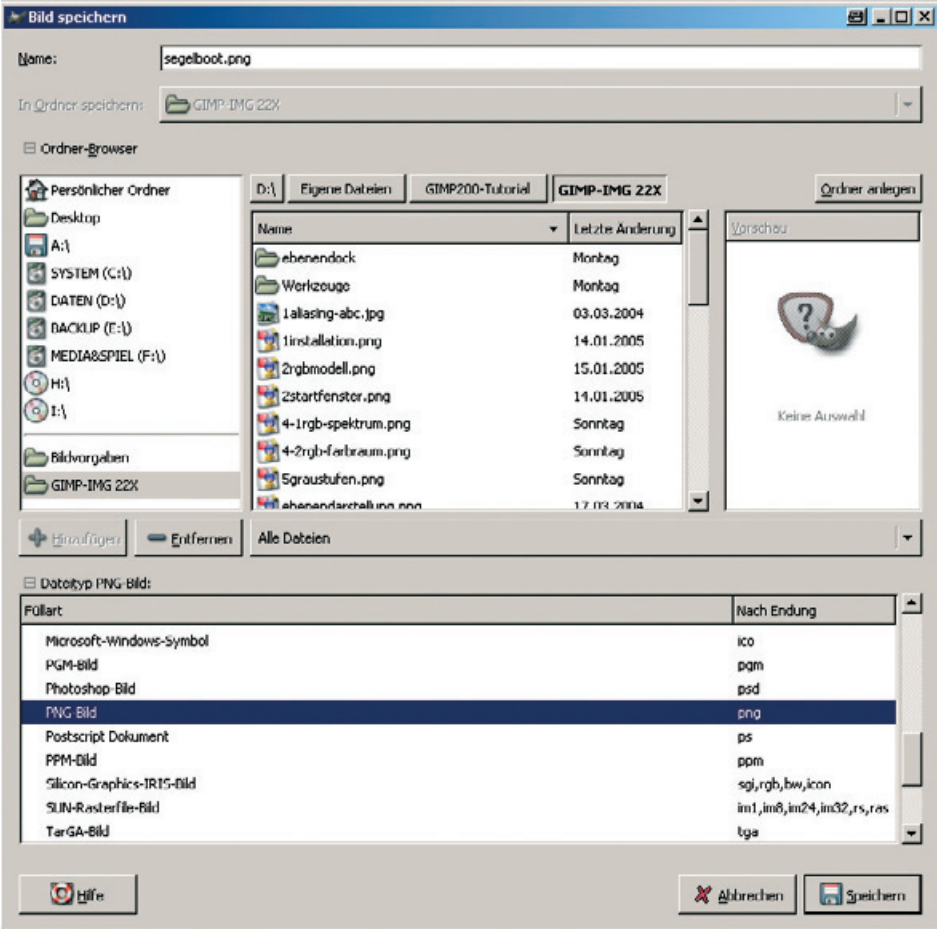 Bild speichern
Name: segelboot.png
In Ordner speichern: GIMP-IMG 22X
Ordner-Browser
Persönlicher Ordner
Desktop
A:\
SYSTEM (C:\)
DATEN (D:\)
BACKUP (E:\)
MEDIA&SPIEL (F:\)
H:\
I:\
Bildvorgaben
GIMP-IMG 22X
Hinzufügen Entfernen
D:\ Eigene Dateien GIMP200-Tutorial GIMP-IMG 22X Ordner anlegen
Name Letzte Änderung
ebenendock Montag
Werkzeuge Montag
1aliasing-abc.jpg 03.03.2004
1installation.png 14.01.2005
2rgbmodell.png 15.01.2005
2startfenster.png 14.01.2005
4-1rgb-spektrum.png Sonntag
4-2rgb-farbraum.png Sonntag
5graustufen.png Sonntag
ebenendarstellung.png 17.03.2004
Alle Dateien
Vorschau
?
Keine Auswahl
Dateityp PNG-Bild:
Füllart Nach Endung
Microsoft-Windows-Symbol ico
PGM-Bild pgm
Photoshop-Bild psd
PNG Bild png
Postscript Dokument ps
PPM-Bild ppm
Silicon-Graphics-IRIS-Bild sgi,rgb,bw,icon
SUN-Rasterfile-Bild im1,im8,im24,im32,rs,ras
TarGA-Bild tga
Hilfe Abbrechen Speichern